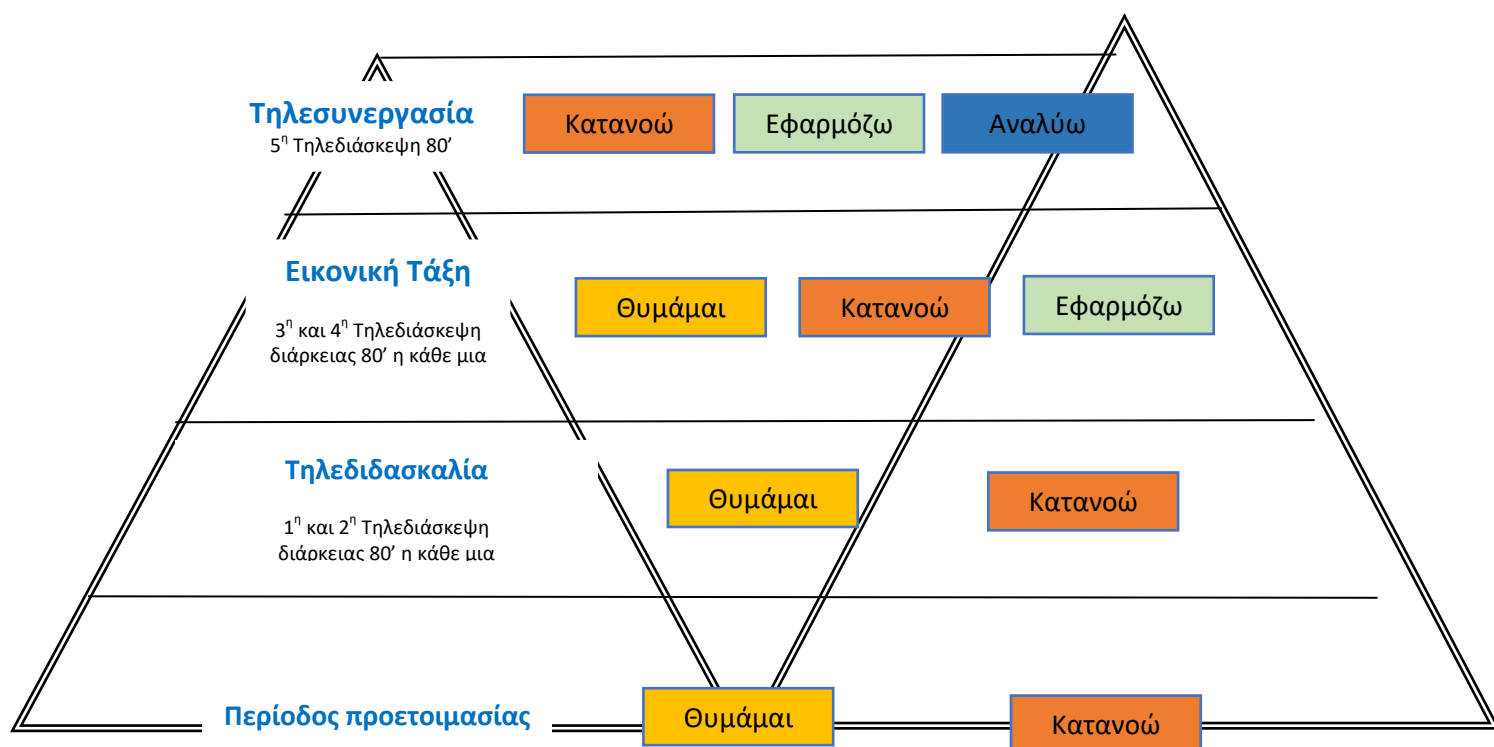 Τηλεσυνεργασία
5η Τηλεδιάσκεψη 80’
Κατανοώ
Εφαρμόζω
Αναλύω
Εικονική Τάξη
3η και 4η Τηλεδιάσκεψη
διάρκειας 80’ η κάθε μια
Θυμάμαι
Κατανοώ
Εφαρμόζω
Τηλεδιδασκαλία
1η και 2η Τηλεδιάσκεψη
διάρκειας 80’ η κάθε μια
Θυμάμαι
Κατανοώ
Περίοδος προετοιμασίας
Θυμάμαι
Κατανοώ